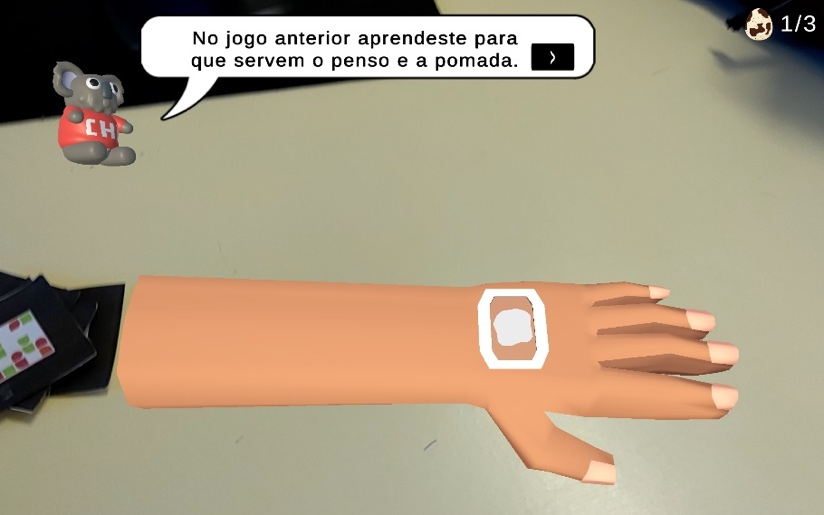 No jogo anterior aprendeste para
que servem o penso e a pomada.
1/3
CH